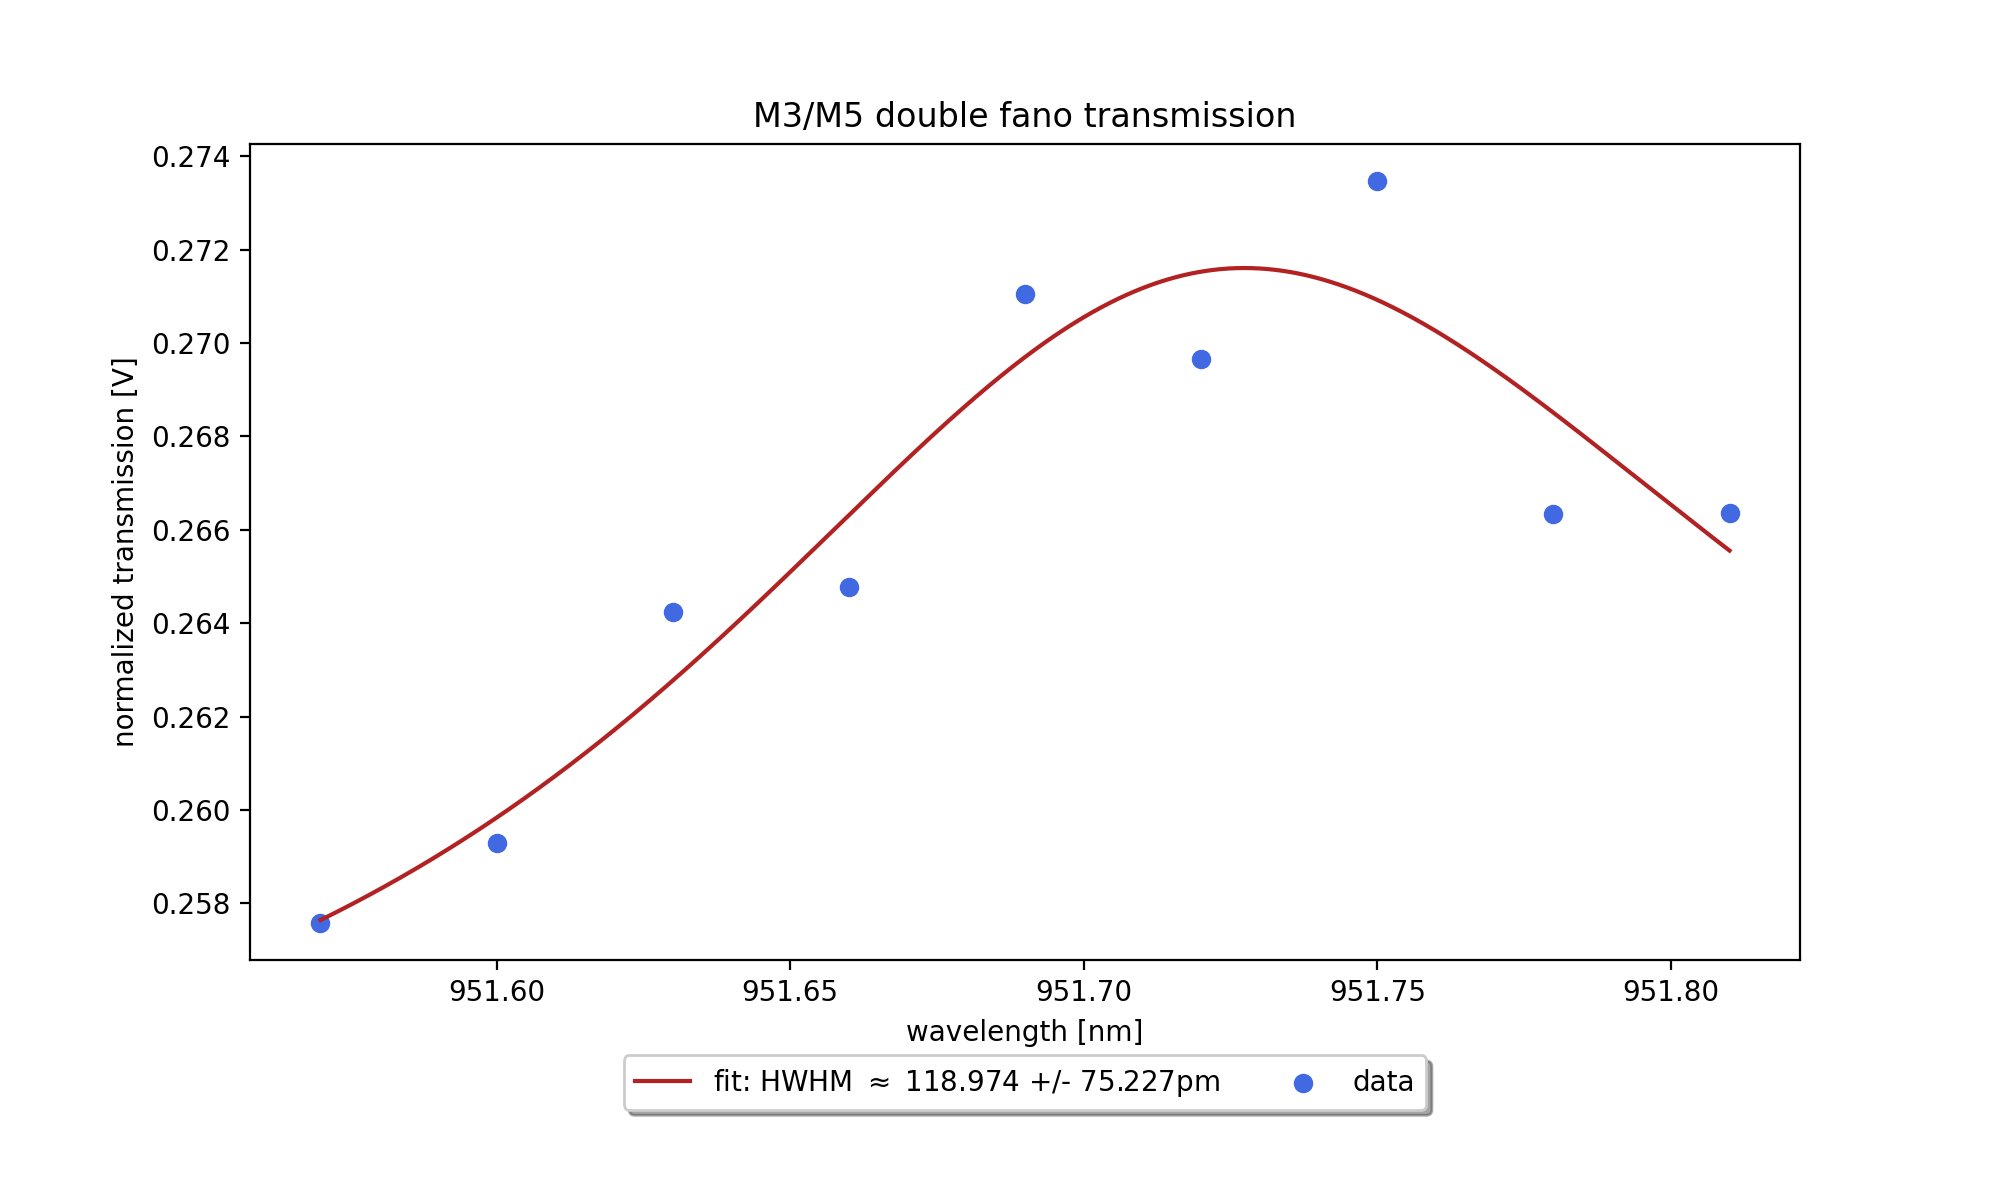 M3/M5 double fano transmission
normalized transmission [V]
0.274
0.272
0.270
0.268
0.266
0.264
0.262
0.260
0.258
951.60 951.65 951.70 951.75 951.80
wavelength [nm]
fit: HWHM ≈ 118.974 +/- 75.227pm data